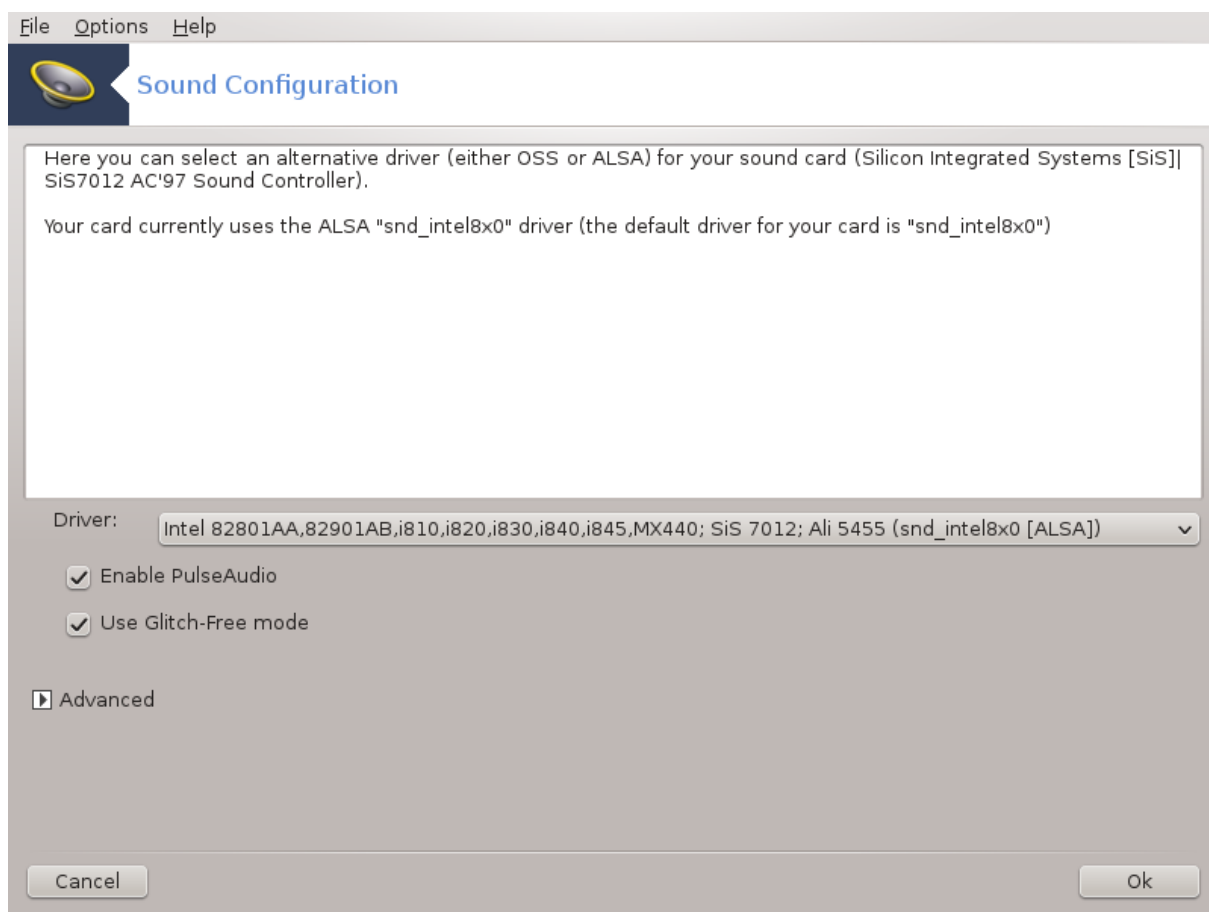 File Options Help
Sound Configuration
Here you can select an alternative driver (either OSS or ALSA) for your sound card (Silicon Integrated Systems [SiS]|
SiS7012 AC'97 Sound Controller).
Your card currently uses the ALSA "snd_intel8x0" driver (the default driver for your card is "snd_intel8x0")
Driver:
Intel 82801AA,82901AB,i810,i820,i830,i840,i845,MX440; SiS 7012; Ali 5455 (snd_intel8x0 [ALSA])
Enable PulseAudio
Use Glitch-Free mode
Advanced
Cancel Ok